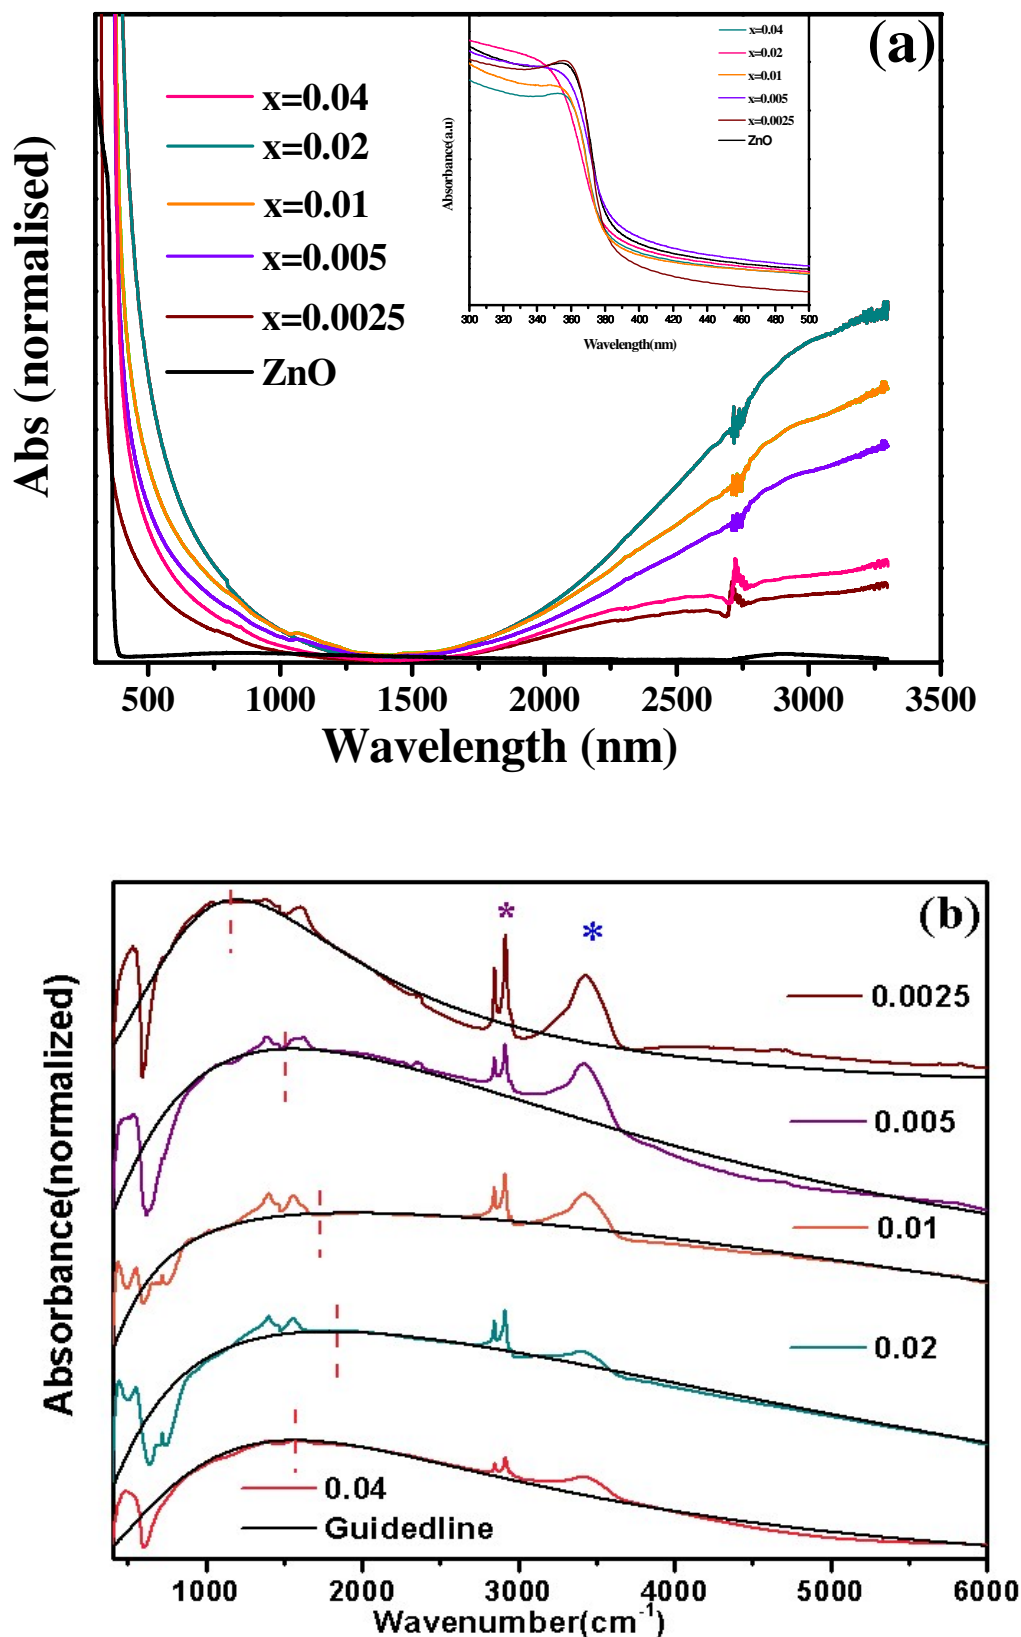 (a)
x=0.04
x=0.02
x=0.01
x=0.005
x=0.0025
ZnO
Abs (normalised)
500 1000 1500 2000 2500 3000 3500
Wavelength (nm)
x=0.04
x=0.02
x=0.01
x=0.005
x=0.0025
ZnO
Absorbance(a.u)
300 320 340 360 380 400 420 440 460 480 500
Wavelength(nm)
(b)
*
*
0.0025
0.005
0.01
0.02
0.04
Guidedline
Absorbance(normalized)
1000 2000 3000 4000 5000 6000
Wavenumber(cm⁻¹)